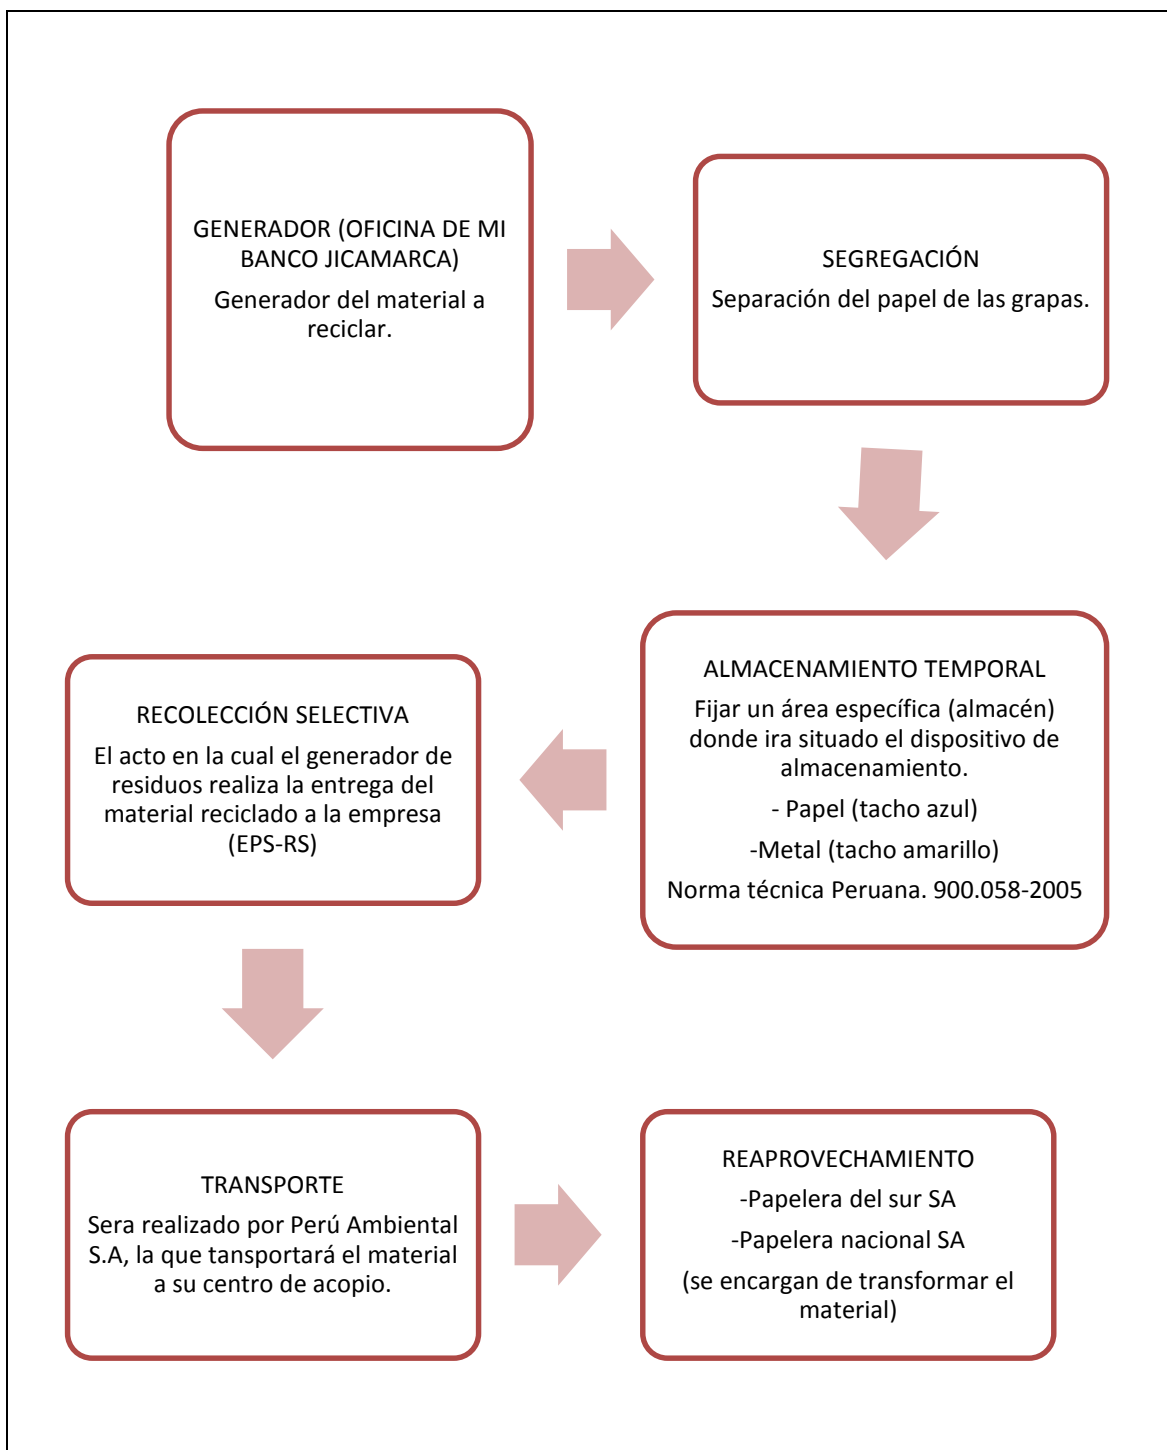 GENERADOR (OFICINA DE MI
BANCO JICAMARCA)
Generador del material a
reciclar.
SEGREGACIÓN
Separación del papel de las grapas.
ALMACENAMIENTO TEMPORAL
Fijar un área específica (almacén)
donde ira situado el dispositivo de
almacenamiento.
- Papel (tacho azul)
-Metal (tacho amarillo)
Norma técnica Peruana. 900.058-2005
RECOLECCIÓN SELECTIVA
El acto en la cual el generador de
residuos realiza la entrega del
material reciclado a la empresa
(EPS-RS)
TRANSPORTE
Sera realizado por Perú Ambiental
S.A, la que tansportará el material
a su centro de acopio.
REAPROVECHAMIENTO
-Papelera del sur SA
-Papelera nacional SA
(se encargan de transformar el
material)